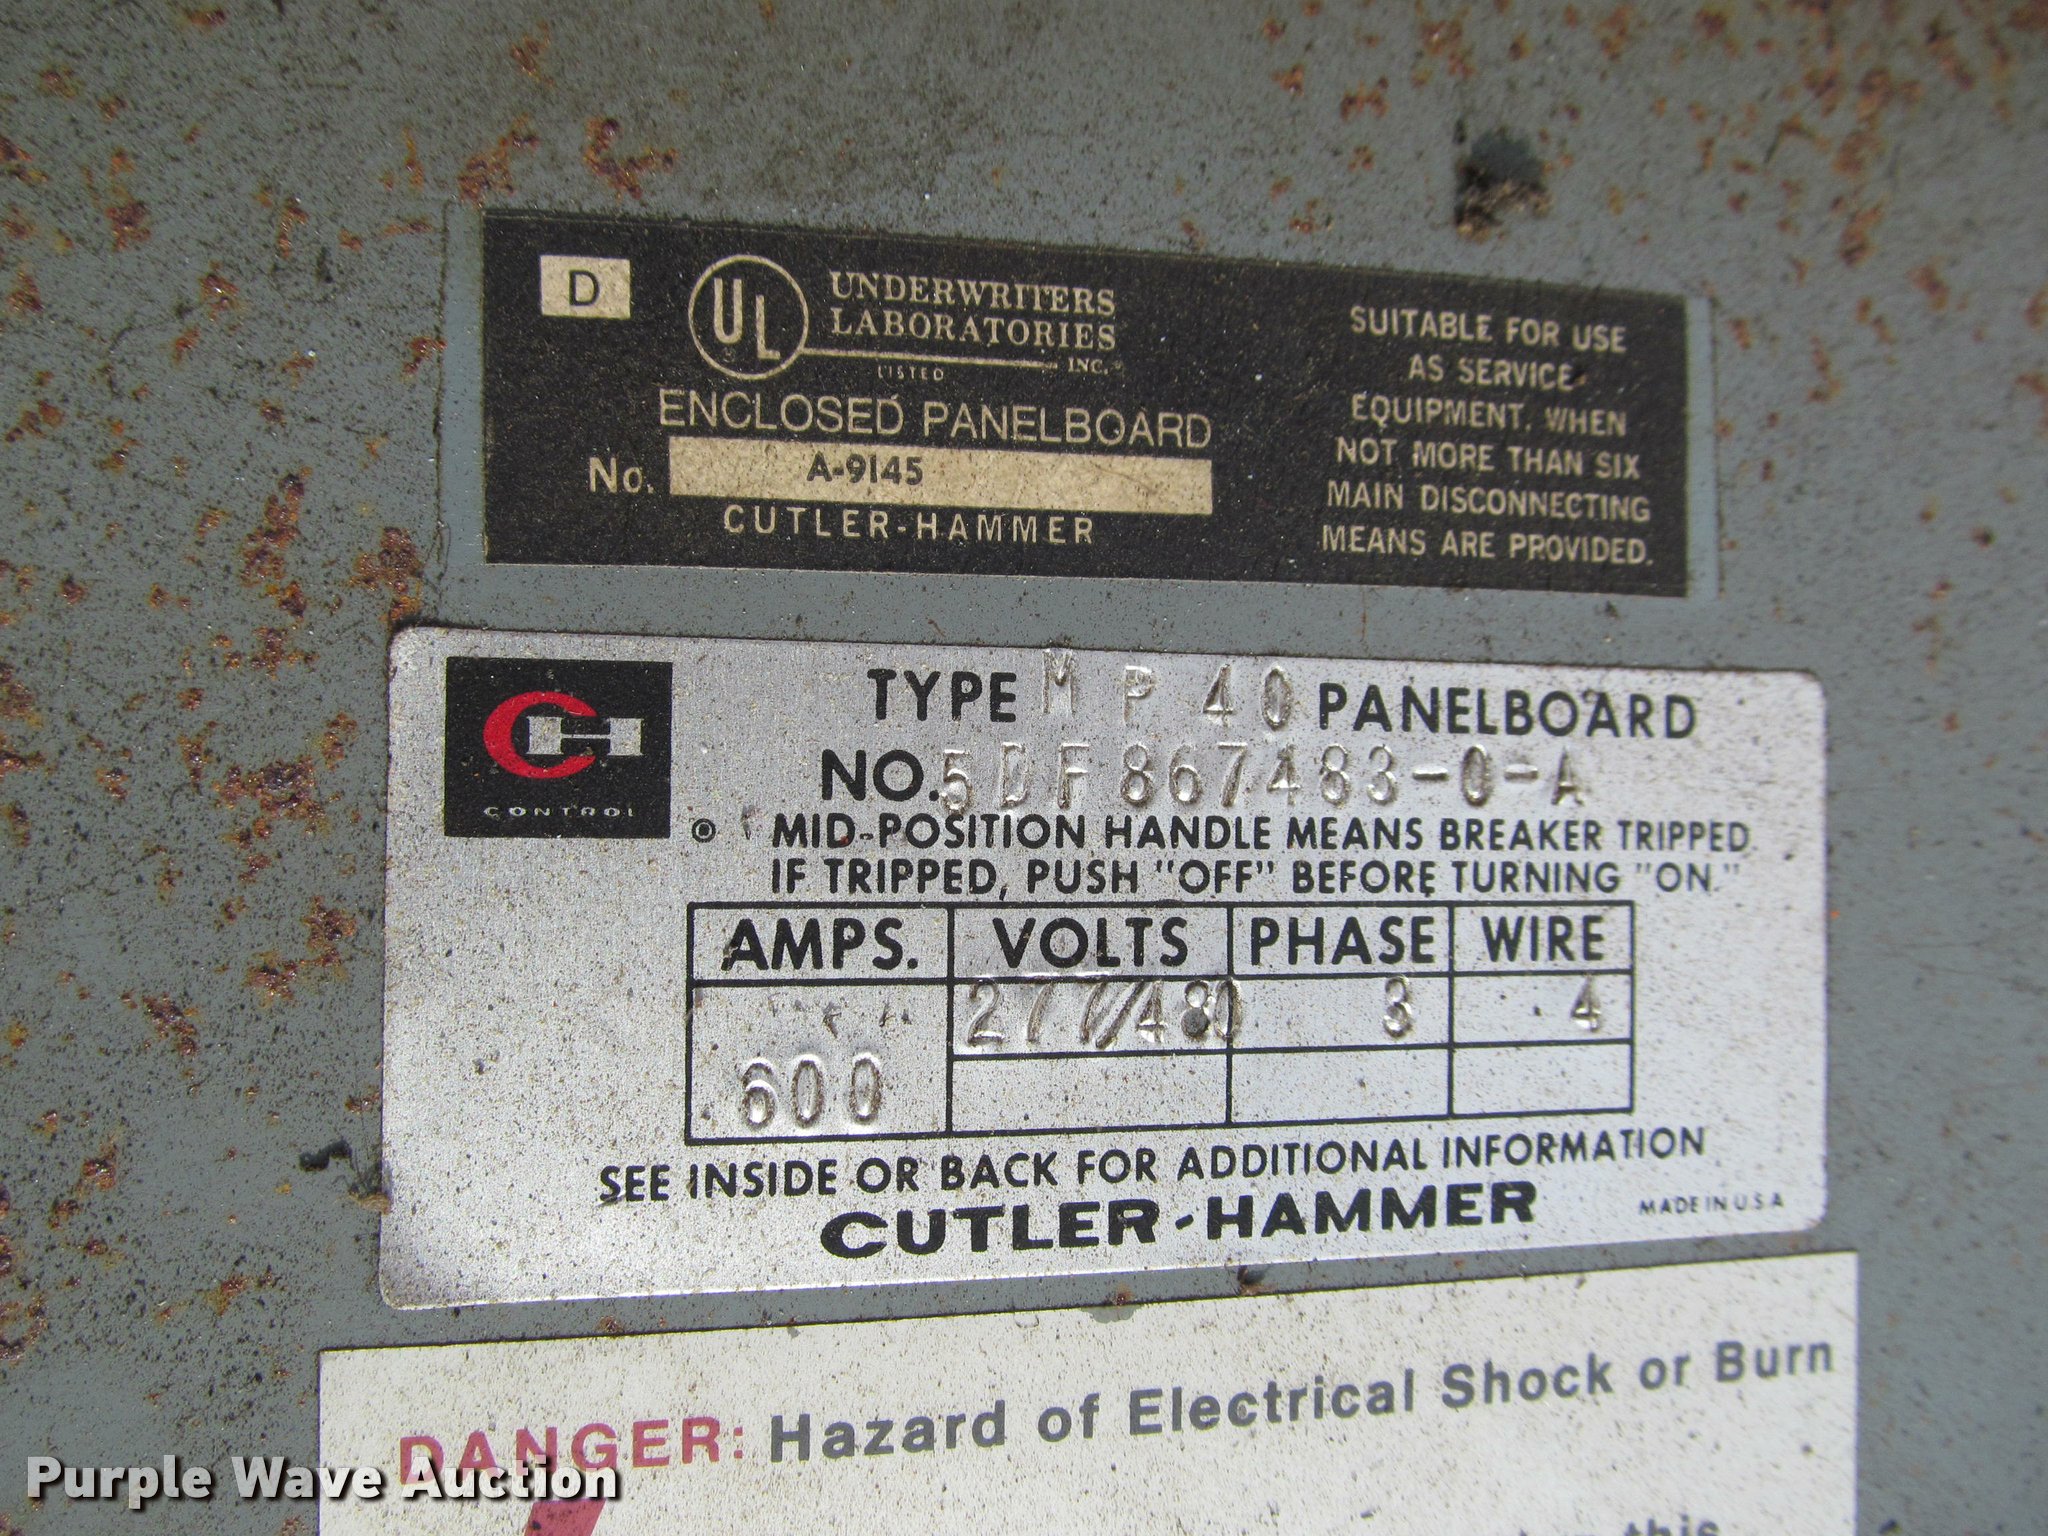 D
UL
UNDERWRITERS
LABORATORIES
INC.
LISTED
ENCLOSED PANELBOARD
No. A-9145
CUTLER-HAMMER
SUITABLE FOR USE
AS SERVICE
EQUIPMENT, WHEN
NOT MORE THAN SIX
MAIN DISCONNECTING
MEANS ARE PROVIDED.
CH
CONTROL
TYPE MP40 PANELBOARD
NO. 5DF867483-0-A
MID-POSITION HANDLE MEANS BREAKER TRIPPED.
IF TRIPPED, PUSH "OFF" BEFORE TURNING "ON."
AMPS. VOLTS PHASE WIRE
277/480 3 4
600
SEE INSIDE OR BACK FOR ADDITIONAL INFORMATION
CUTLER-HAMMER MADE IN U.S.A
DANGER: Hazard of Electrical Shock or Burn
this
Purple Wave Auction